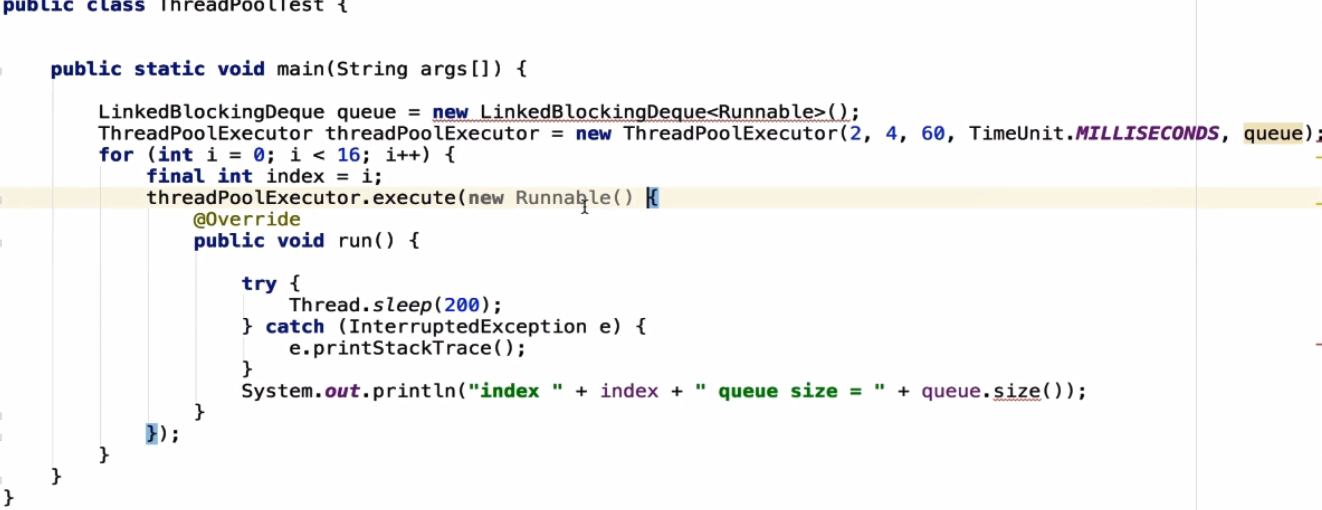 public class ThreadPoolTest {
public static void main(String args[]) {
LinkedBlockingDeque queue = new LinkedBlockingDeque<Runnable>();
ThreadPoolExecutor threadPoolExecutor = new ThreadPoolExecutor(2, 4, 60, TimeUnit.MILLISECONDS, queue);
for (int i = 0; i < 16; i++) {
final int index = i;
threadPoolExecutor.execute(new Runnable() {
@Override
public void run() {
try {
Thread.sleep(200);
} catch (InterruptedException e) {
e.printStackTrace();
}
System.out.println("index " + index + " queue size = " + queue.size());
}
});
}
}
}